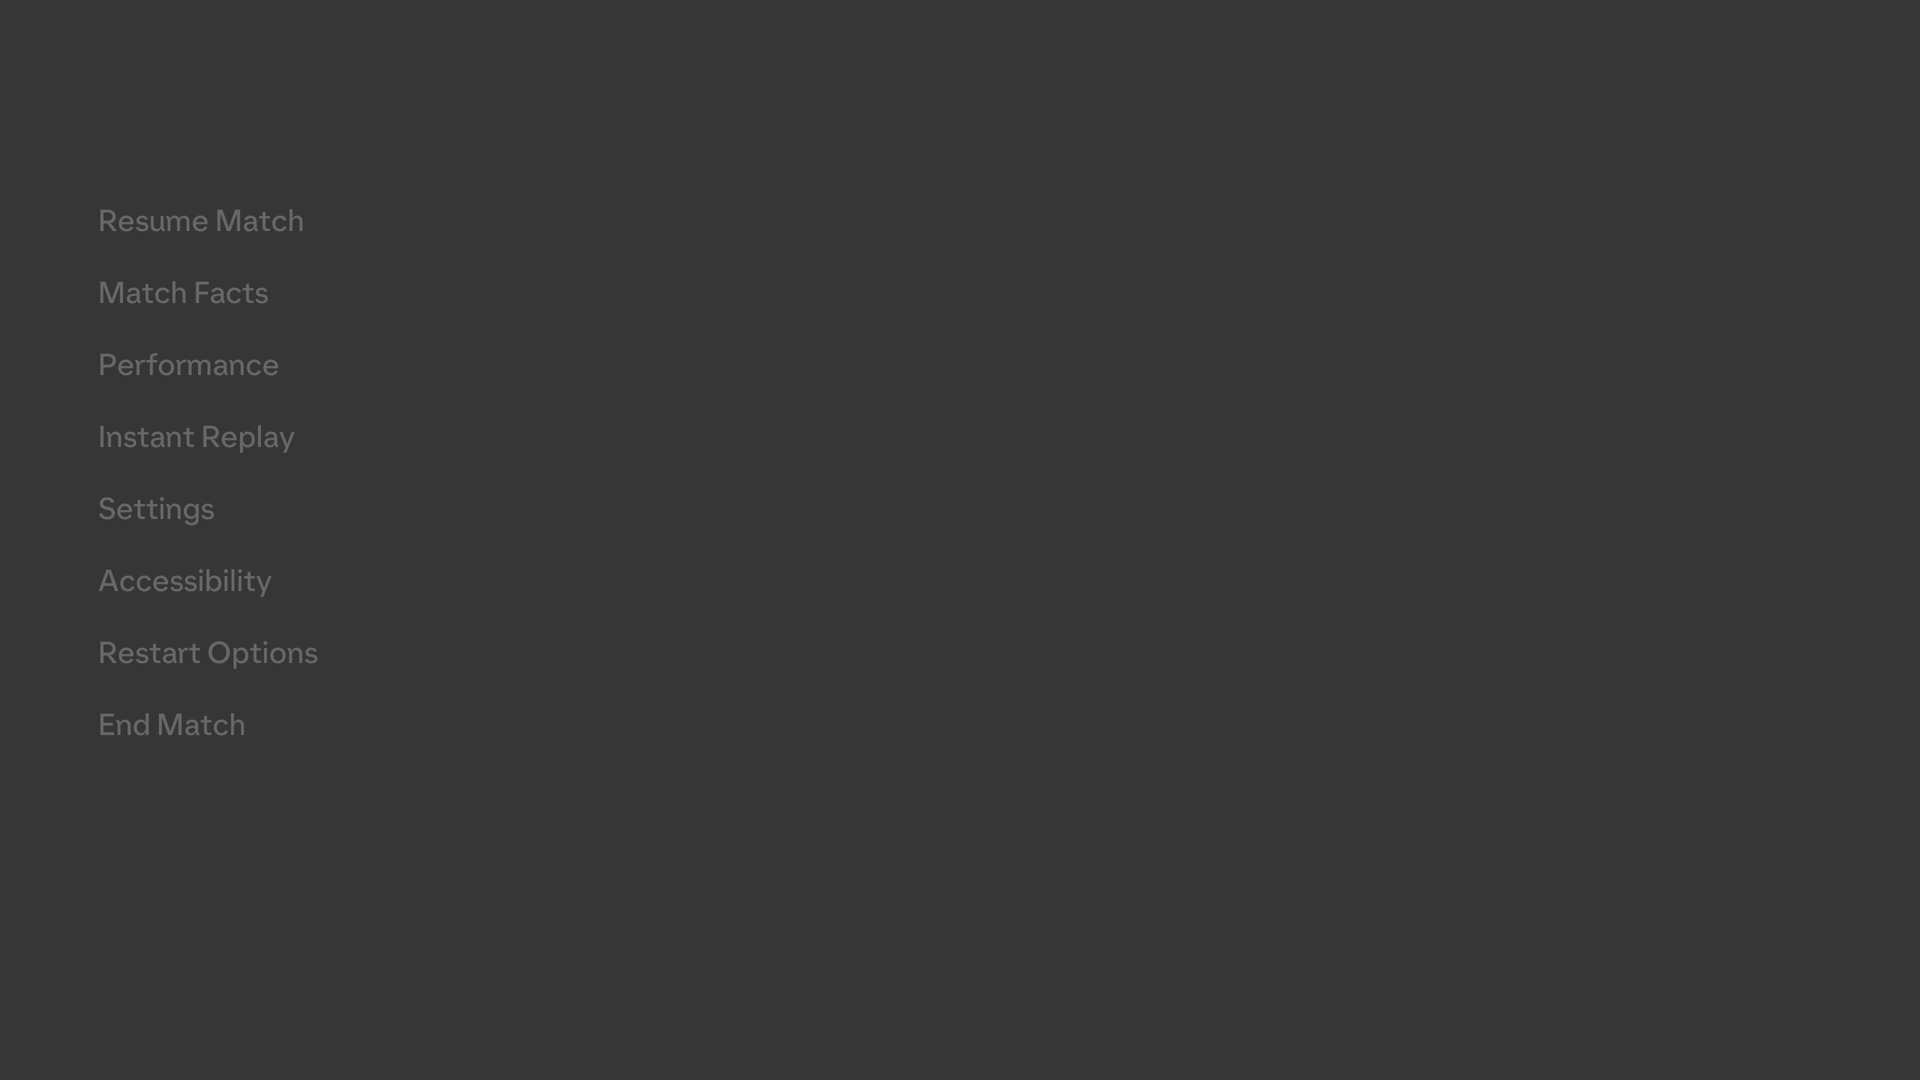 Resume Match
Match Facts
Performance
Instant Replay
Settings
Accessibility
Restart Options
End Match